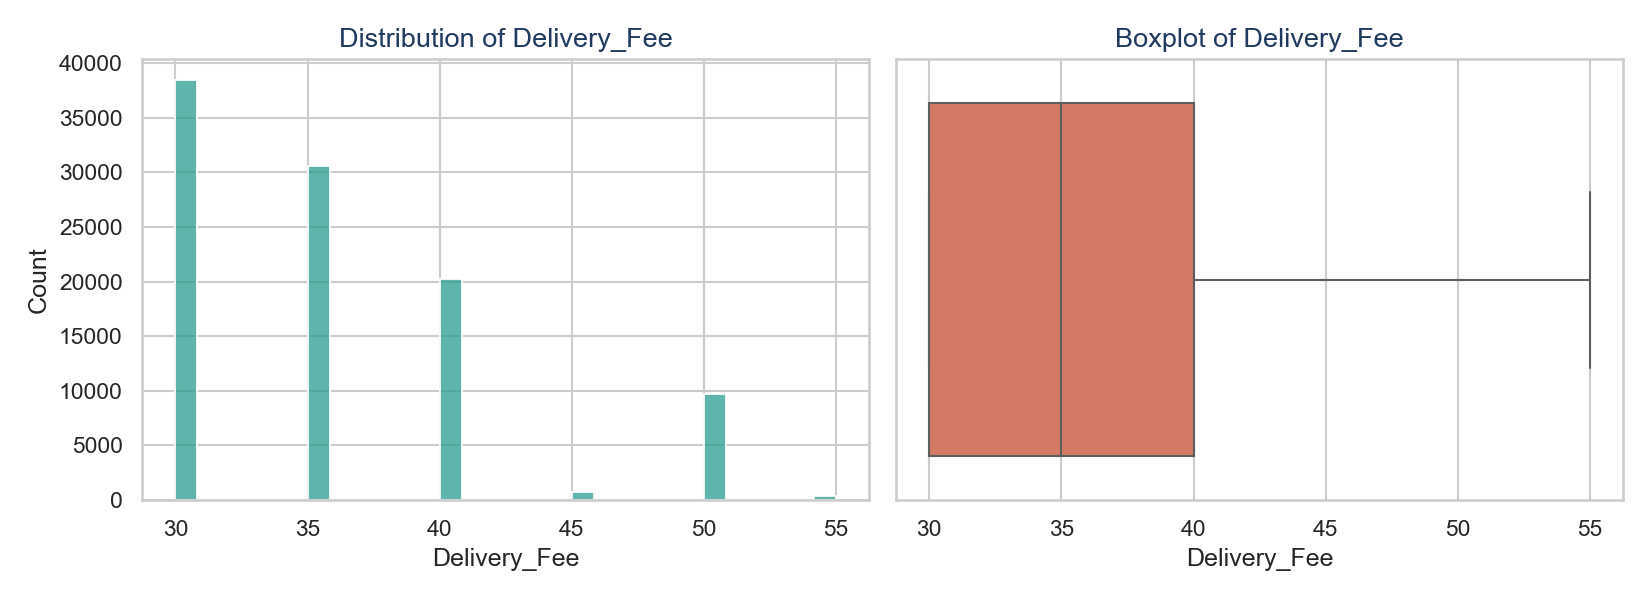 Distribution of Delivery_Fee
40000
35000
30000
25000
20000
15000
10000
5000
0
Count
30 35 40 45 50 55
Delivery_Fee
Boxplot of Delivery_Fee
30 35 40 45 50 55
Delivery_Fee